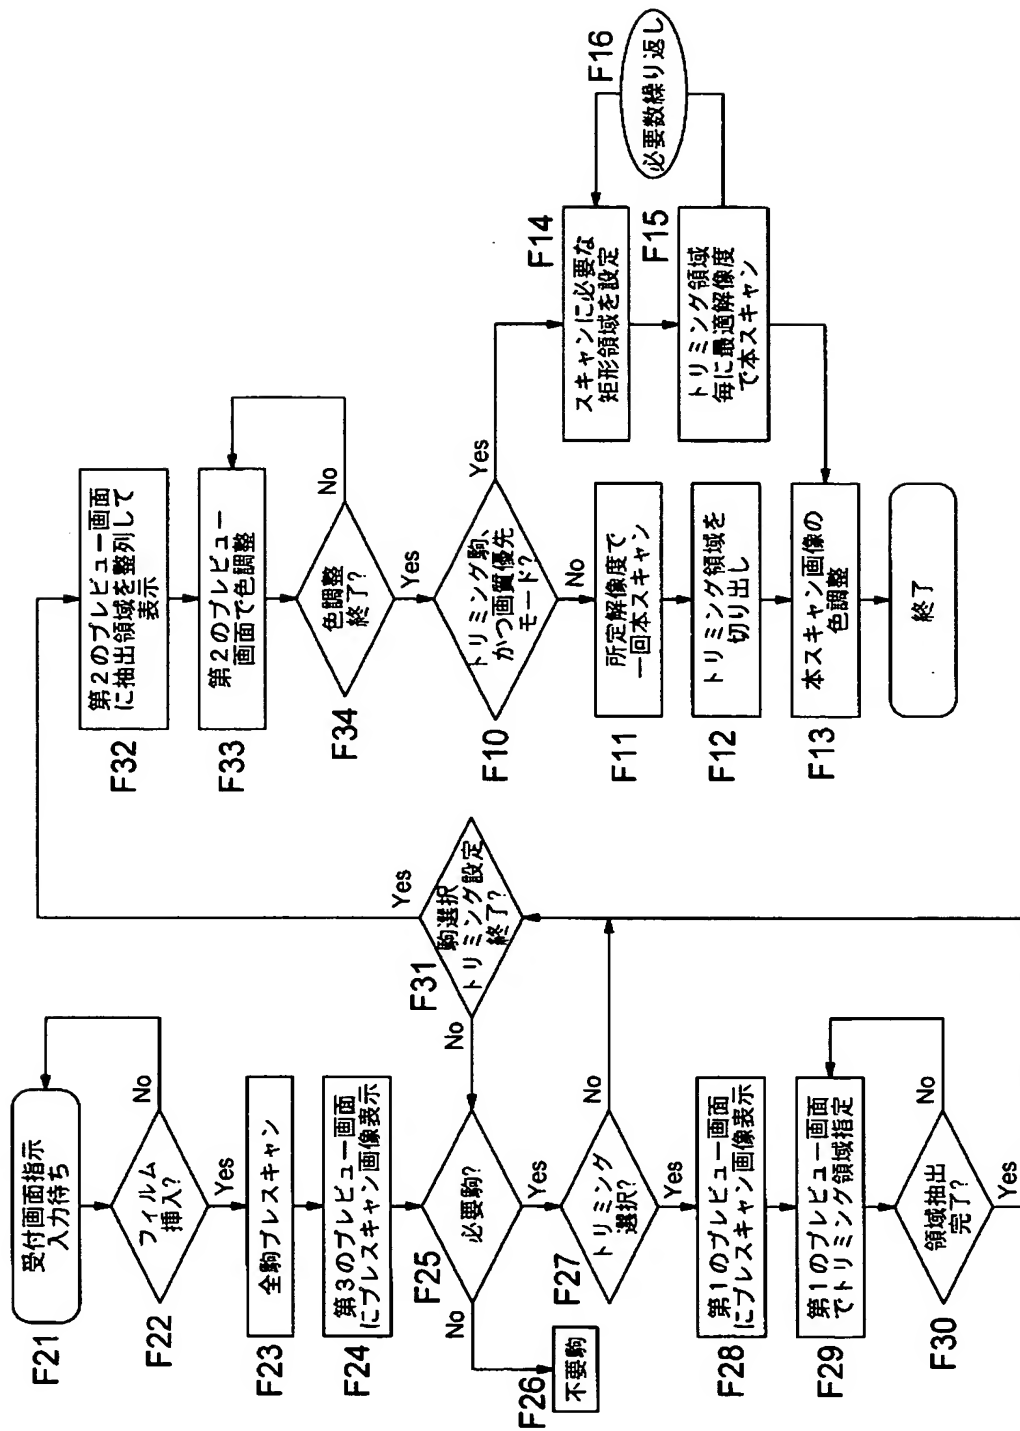 F21
受付画面指示
入力待ち
F22
フィルム
挿入?
No
Yes
F23
全駒プレスキャン
F24
第3のプレビュー画面
にプレスキャン画像表示
F25
必要駒?
No
Yes
F26
不要駒
F27
トリミング
選択?
No
Yes
F28
第1のプレビュー画面
にプレスキャン画像表示
F29
第1のプレビュー画面
でトリミング領域指定
F30
領域抽出
完了?
No
Yes
F31
駒選択
トリミング設定
終了?
No
Yes
F32
第2のプレビュー画面
に抽出領域を整列して
表示
F33
第2のプレビュー
画面で色調整
F34
色調整
終了?
No
Yes
F10
トリミング駒、
かつ画質優先
モード?
Yes
No
F11
所定解像度で
一回本スキャン
F12
トリミング領域を
切り出し
F13
本スキャン画像の
色調整
終了
F14
スキャンに必要な
矩形領域を設定
F15
トリミング領域
毎に最適解像度
で本スキャン
F16
必要数繰り返し